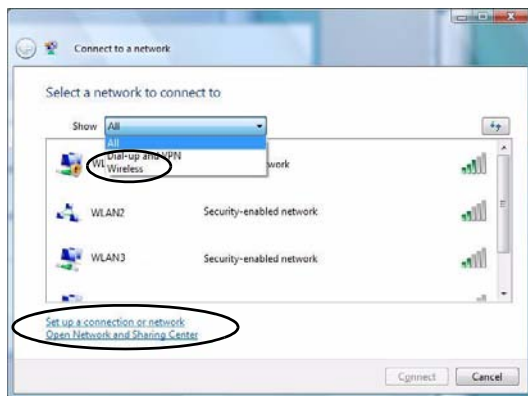 Connect to a network
Select a network to connect to
Show All
All
Dial-up and VPN
Wireless
WL work
WLAN2 Security-enabled network
WLAN3 Security-enabled network
Set up a connection or network
Open Network and Sharing Center
Connect Cancel